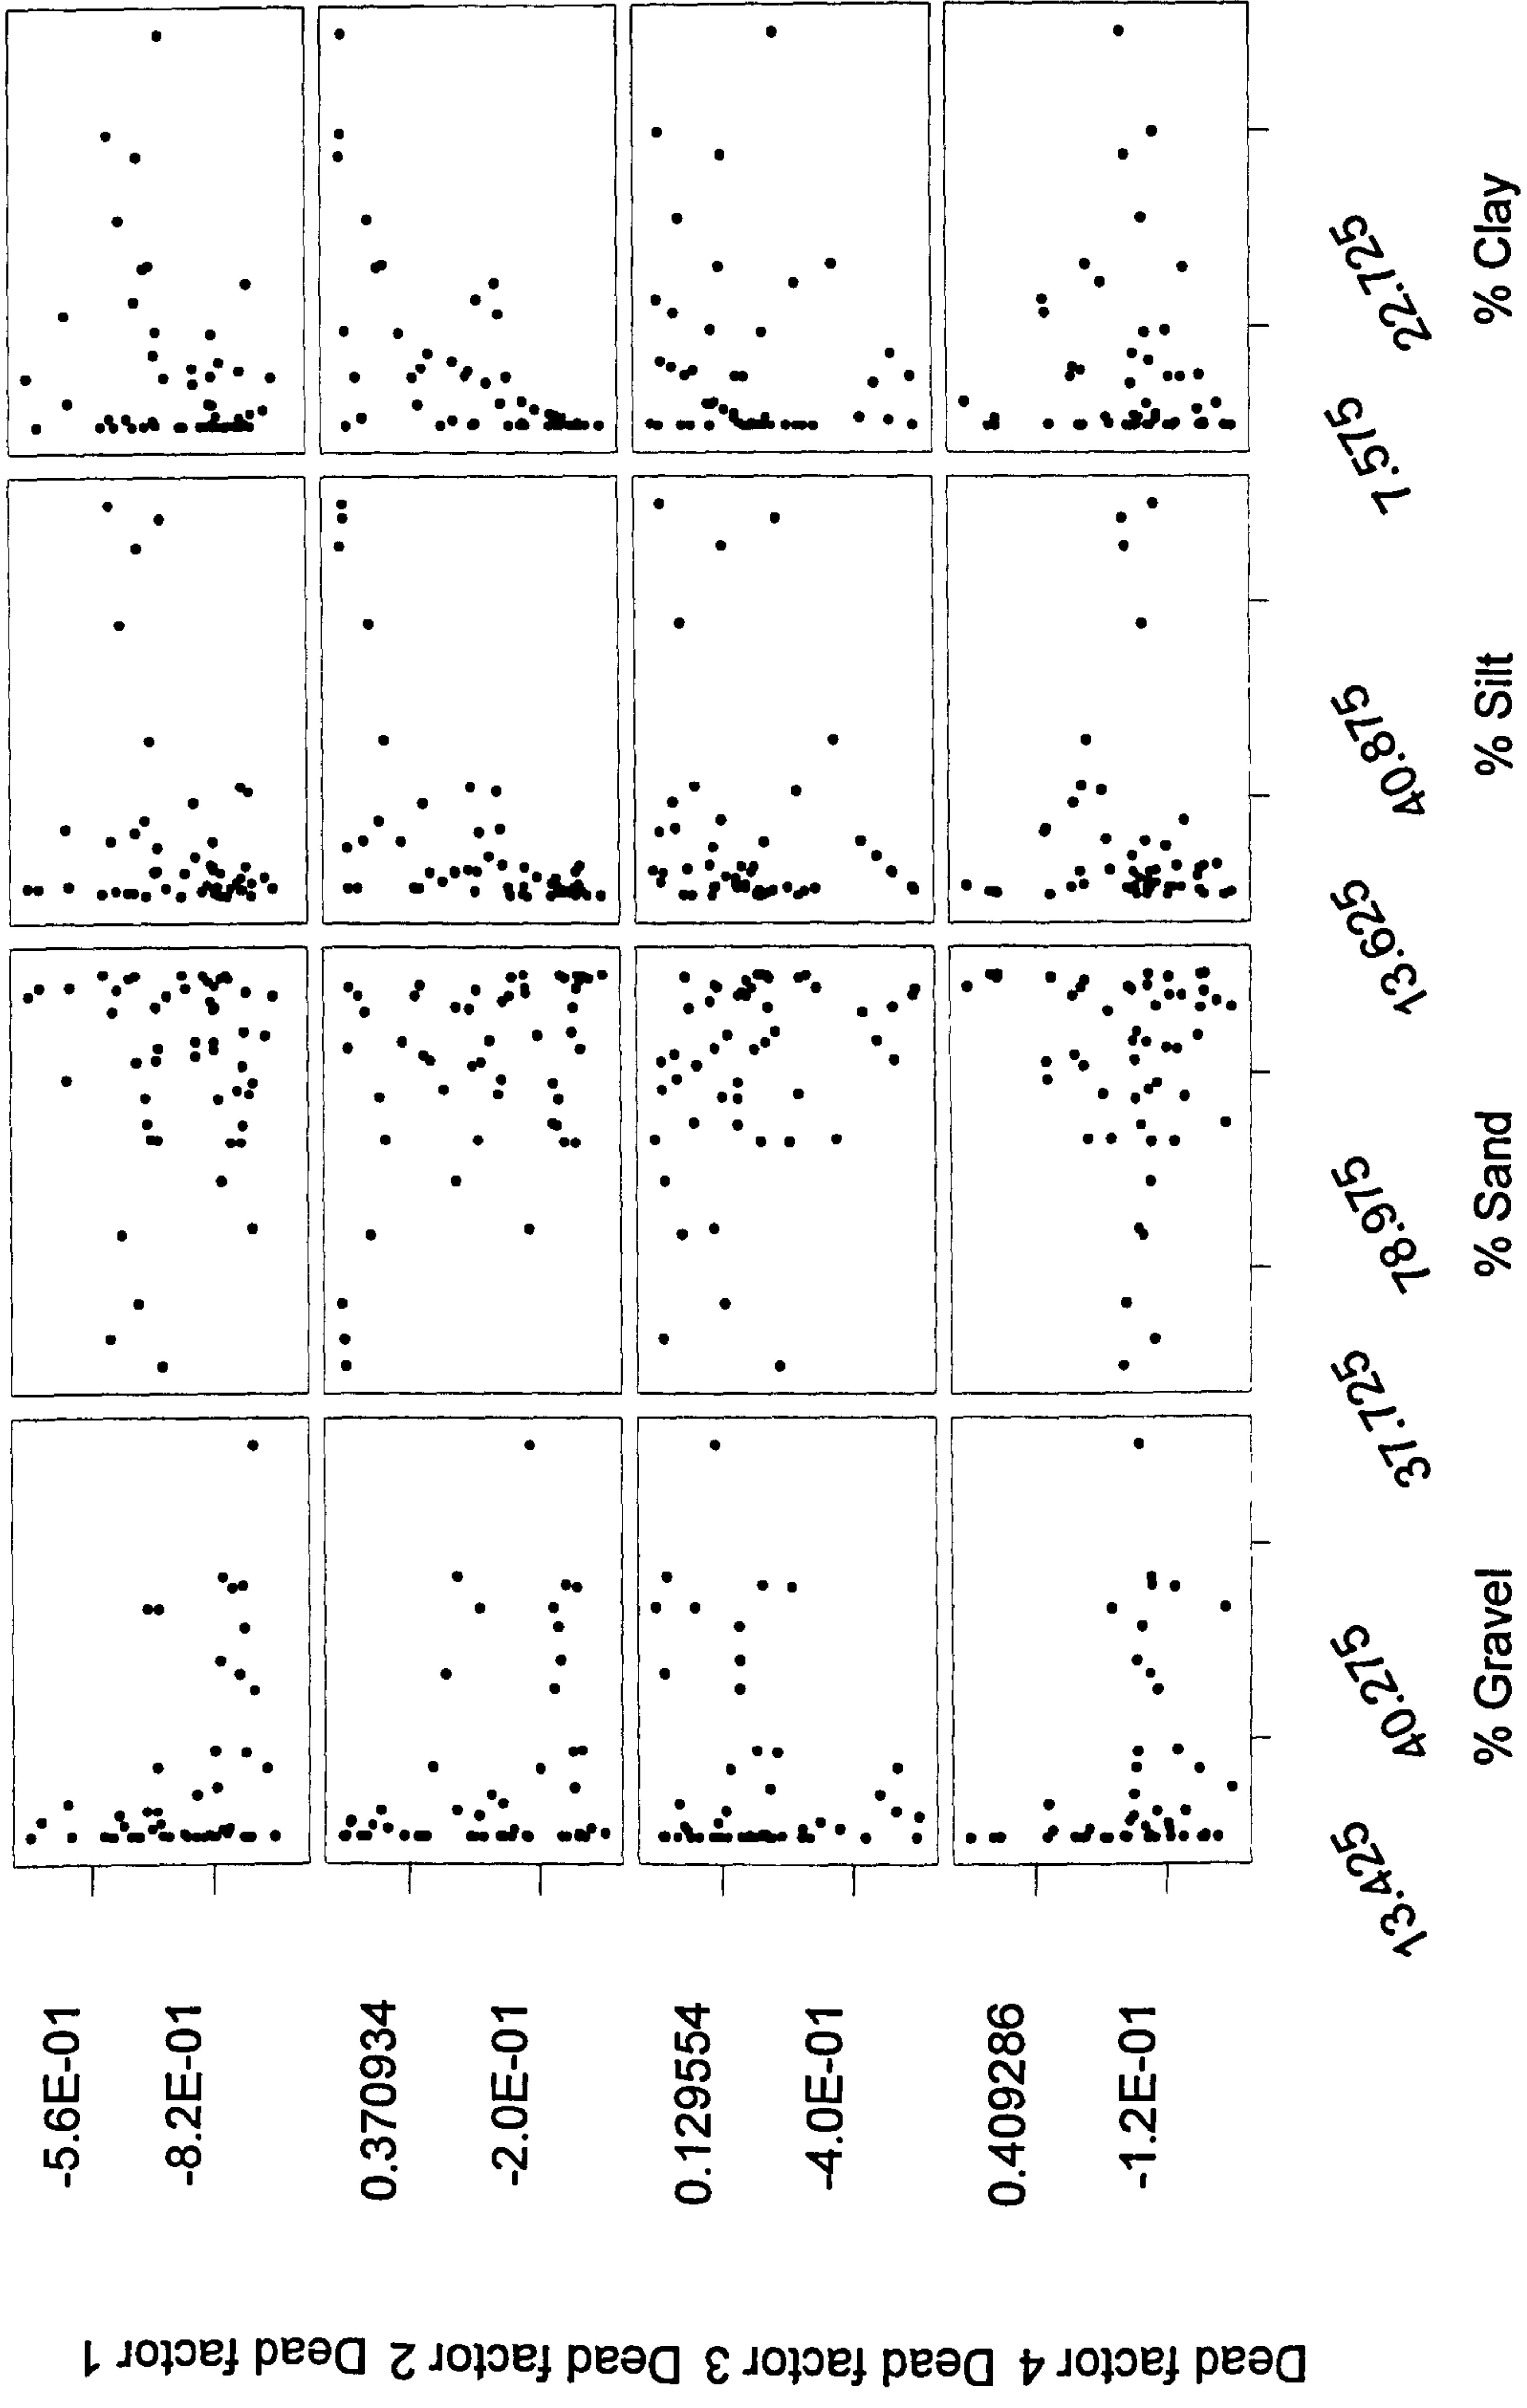 Dead factor 1
Dead factor 2
Dead factor 3
Dead factor 4
-5.6E-01
-8.2E-01
0.370934
-2.0E-01
0.129554
-4.0E-01
0.409286
-1.2E-01
13.425
40.275
37.725
78.975
13.625
40.875
7.575
22.725
% Gravel
% Sand
% Silt
% Clay